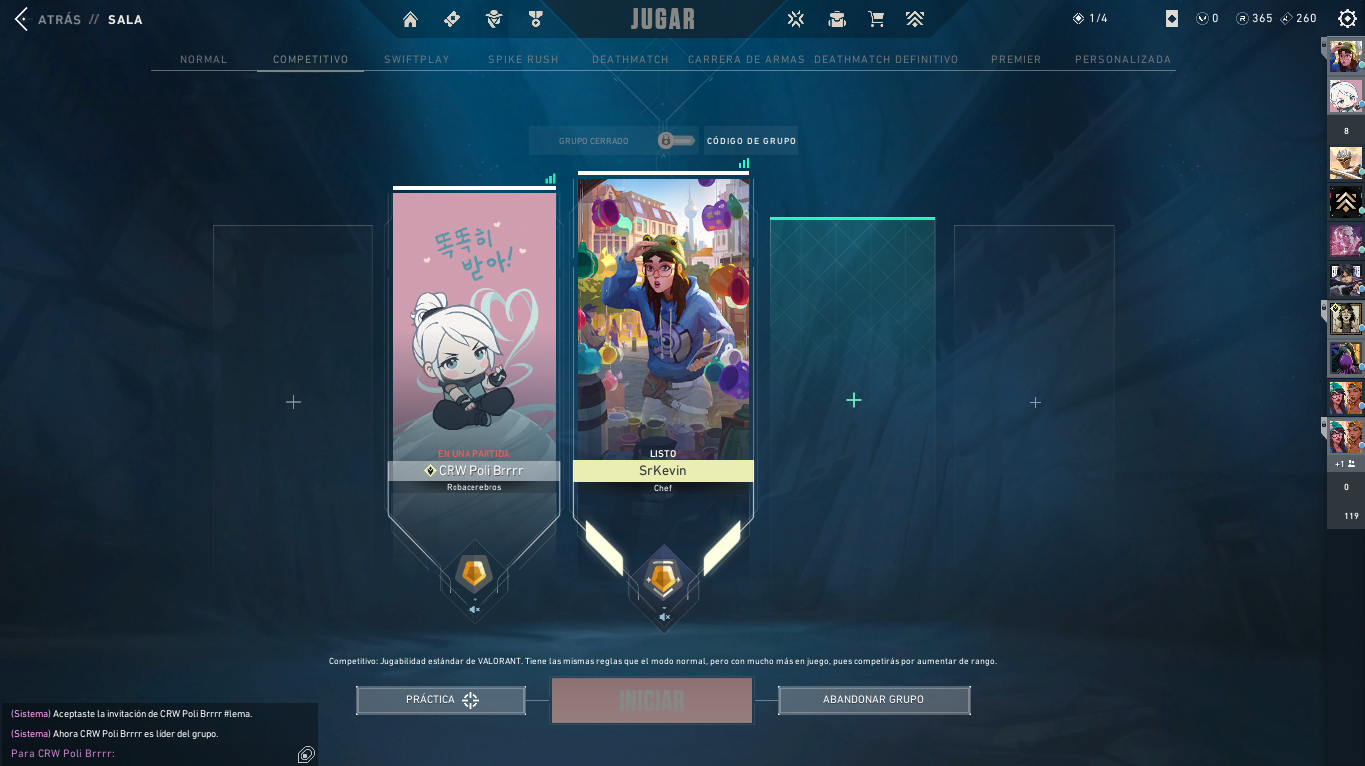 ATRÁS // SALA
JUGAR
1/4
0
365
260
NORMAL
COMPETITIVO
SWIFTPLAY
SPIKE RUSH
DEATHMATCH
CARRERA DE ARMAS
DEATHMATCH DEFINITIVO
PREMIER
PERSONALIZADA
GRUPO CERRADO
CÓDIGO DE GRUPO
똑똑히
받아!
EN UNA PARTIDA
CRW Poli Brrrr
Robacerebros
LISTO
SrKevin
Chef
8
+1
0
119
Competitivo: Jugabilidad estándar de VALORANT. Tiene las mismas reglas que el modo normal, pero con mucho más en juego, pues competirás por aumentar de rango.
PRÁCTICA
INICIAR
ABANDONAR GRUPO
(Sistema) Aceptaste la invitación de CRW Poli Brrrr #lema.
(Sistema) Ahora CRW Poli Brrrr es líder del grupo.
Para CRW Poli Brrrr: